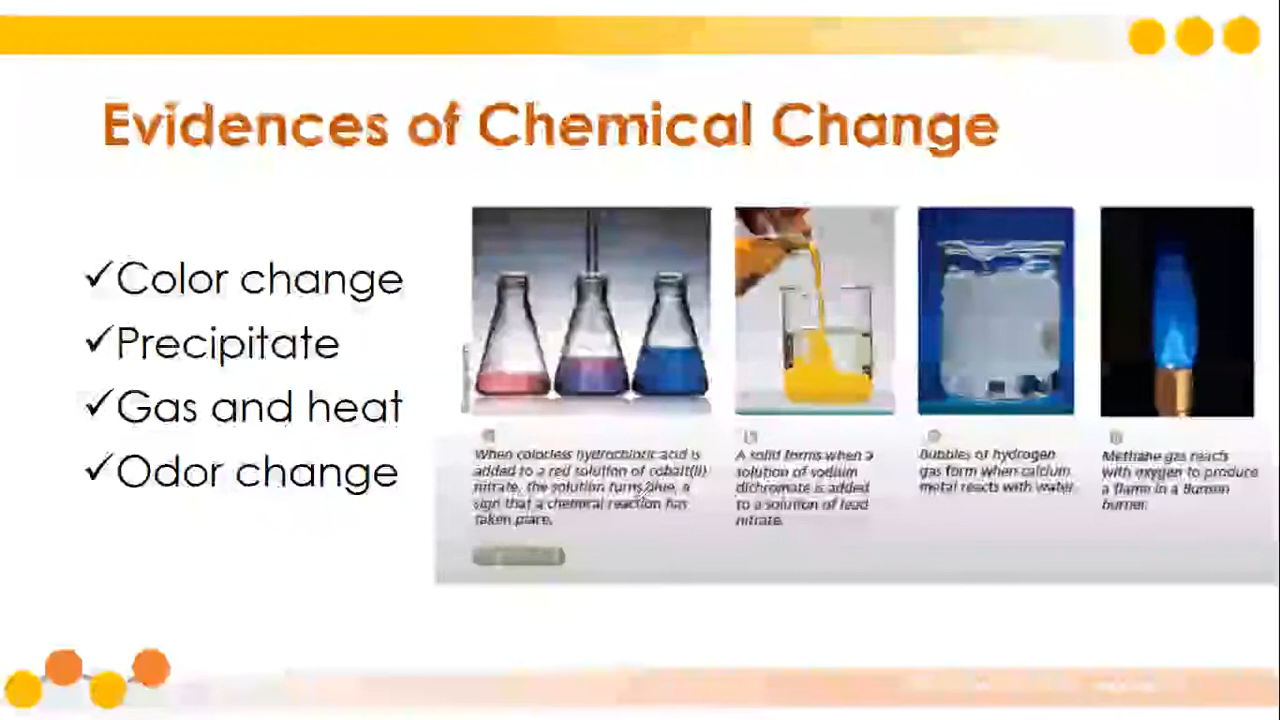 Evidences of Chemical Change
✓Color change
✓Precipitate
✓Gas and heat
✓Odor change
When colorless hydrochloric acid is
added to a red solution of cobalt(II)
nitrate, the solution turns blue, a
sign that a chemical reaction has
taken place.
A solid forms when a
solution of sodium
dichromate is added
to a solution of lead
nitrate.
Bubbles of hydrogen
gas form when calcium
metal reacts with water.
Methane gas reacts
with oxygen to produce
a flame in a Bunsen
burner.